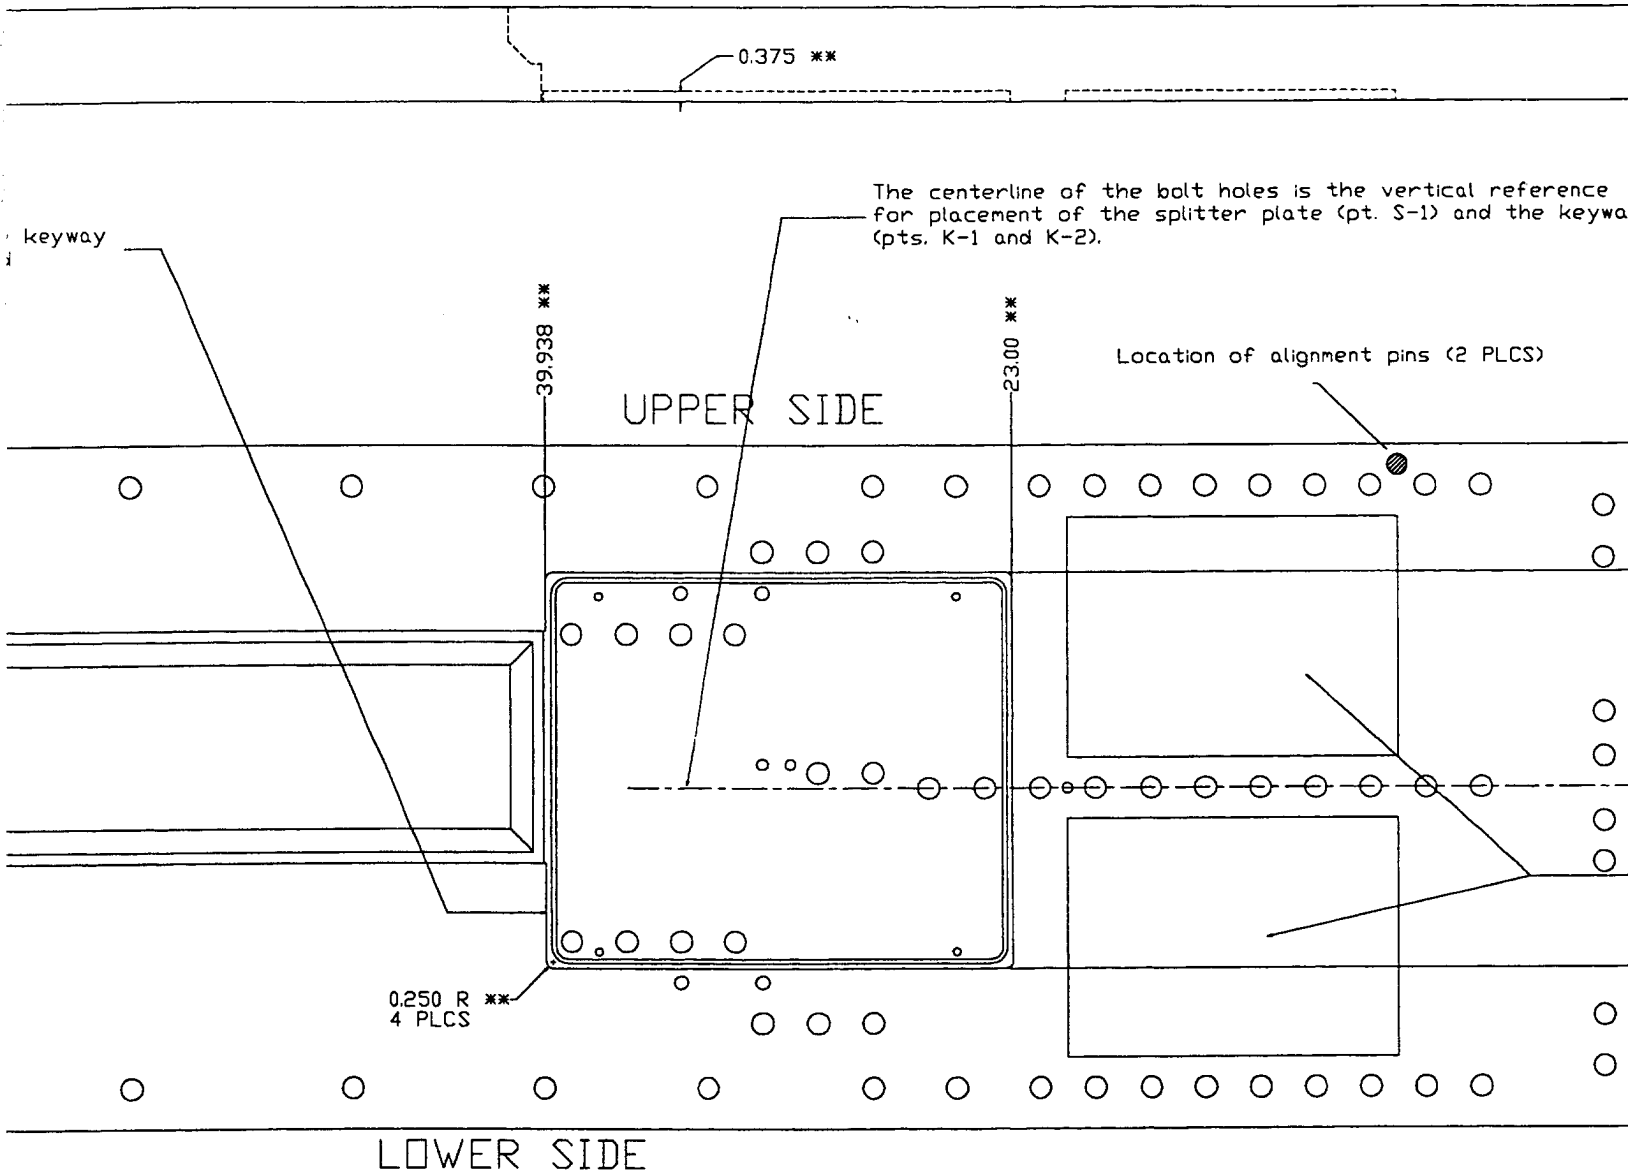 0.375 **
The centerline of the bolt holes is the vertical reference
for placement of the splitter plate (pt. S-1) and the keywa
(pts. K-1 and K-2).
keyway
39.938 **
23.00 **
Location of alignment pins (2 PLCS)
UPPER SIDE
0.250 R **
4 PLCS
LOWER SIDE